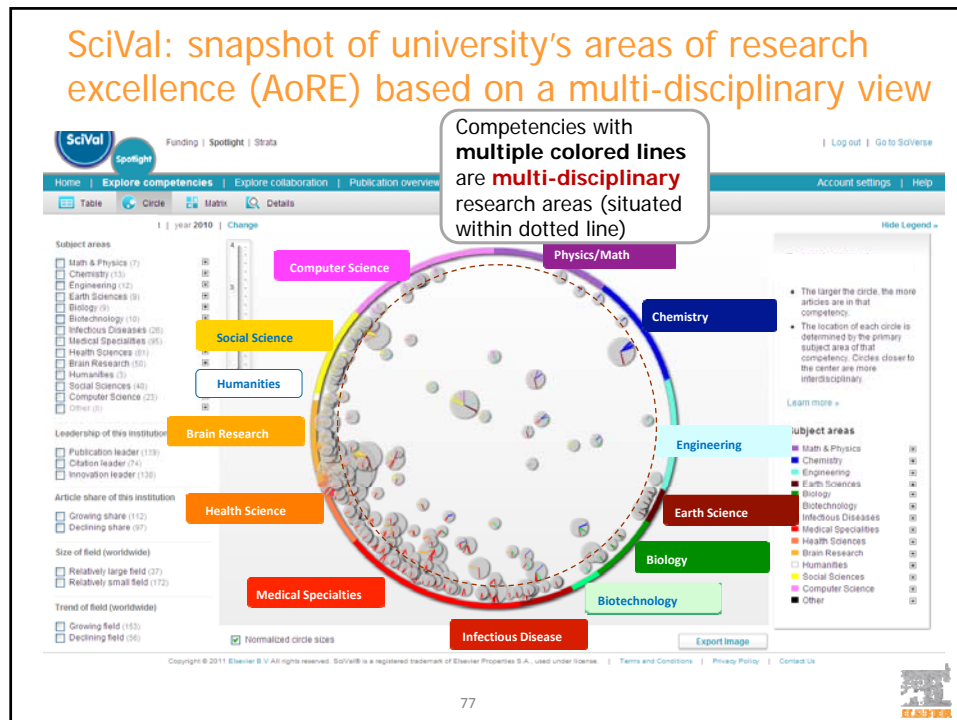 SciVal: snapshot of university's areas of research
excellence (AoRE) based on a multi-disciplinary view
SciVal
Spotlight
Funding | Spotlight | Strata
| Log out | Go to SciVerse
Competencies with
multiple colored lines
are multi-disciplinary
research areas (situated
within dotted line)
Home | Explore competencies | Explore collaboration | Publication overview
Account settings | Help
Table Circle Matrix Details
| year 2010 | Change
Hide Legend »
Subject areas
Math & Physics (7)
Chemistry (13)
Engineering (12)
Earth Sciences (9)
Biology (9)
Biotechnology (10)
Infectious Diseases (26)
Medical Specialities (95)
Health Sciences (61)
Brain Research (50)
Humanities (3)
Social Sciences (40)
Computer Science (23)
Other (0)
Leadership of this institution
Publication leader (119)
Citation leader (74)
Innovation leader (138)
Article share of this institution
Growing share (112)
Declining share (97)
Size of field (worldwide)
Relatively large field (37)
Relatively small field (172)
Trend of field (worldwide)
Growing field (153)
Declining field (56)
4
3
Computer Science
Physics/Math
Social Science
Chemistry
Humanities
Brain Research
Engineering
Health Science
Earth Science
Biology
Medical Specialties
Biotechnology
Infectious Disease
• The larger the circle, the more
articles are in that
competency.
• The location of each circle is
determined by the primary
subject area of that
competency. Circles closer to
the center are more
interdisciplinary.
Learn more »
Subject areas
Math & Physics
Chemistry
Engineering
Earth Sciences
Biology
Biotechnology
Infectious Diseases
Medical Specialities
Health Sciences
Brain Research
Humanities
Social Sciences
Computer Science
Other
Normalized circle sizes
Export Image
Copyright © 2011 Elsevier B.V All rights reserved. SciVal® is a registered trademark of Elsevier Properties S.A., used under license. | Terms and Conditions | Privacy Policy | Contact Us
77
ELSEVIER